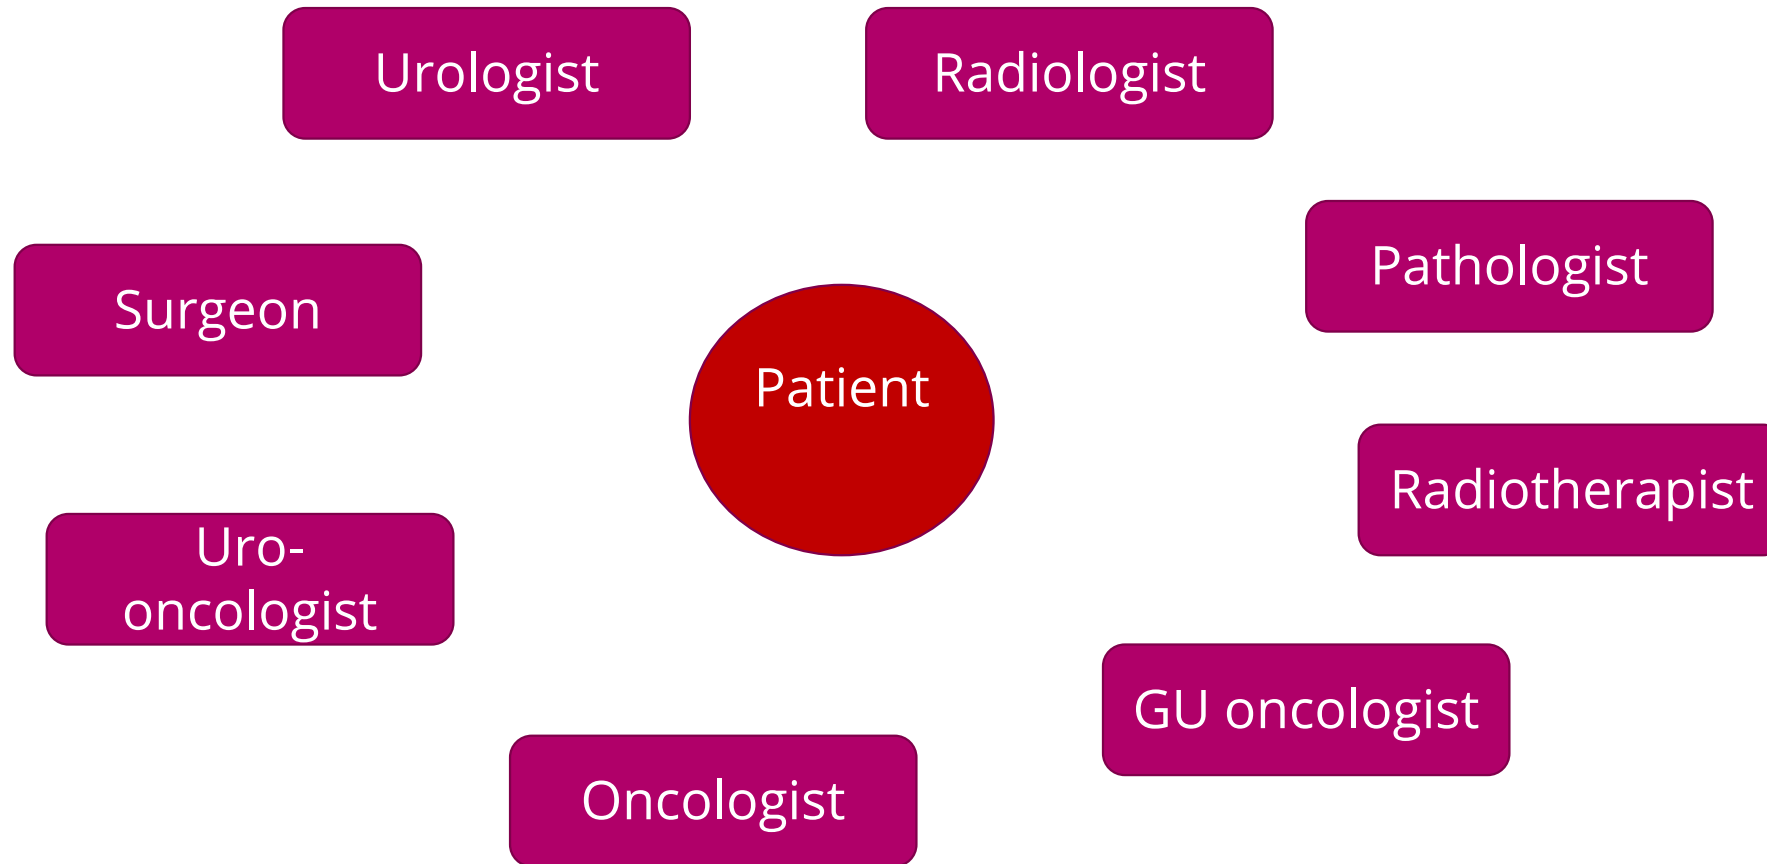 Urologist
Radiologist
Pathologist
Surgeon
Patient
Radiotherapist
Uro-
oncologist
GU oncologist
Oncologist